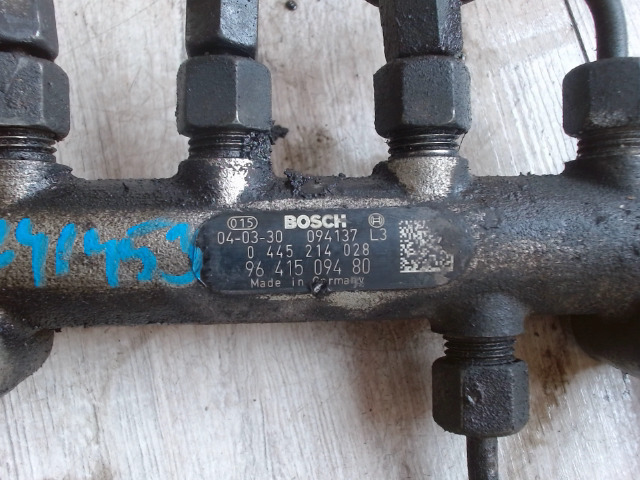 015 BOSCH
04-03-30 094137 L3
0 445 214 028
96 415 094 80
Made in Germany